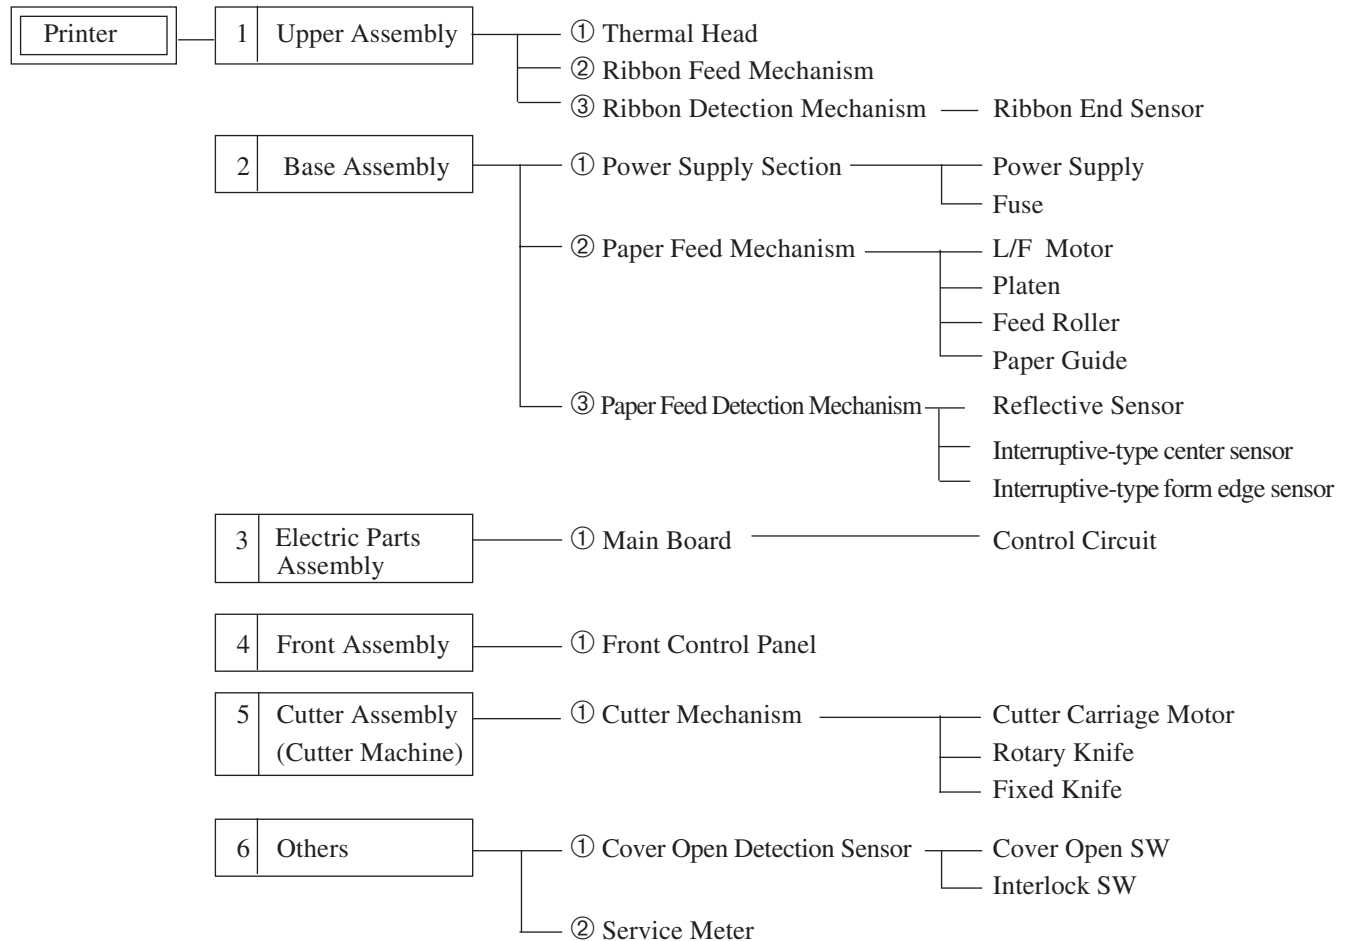 Printer
1 Upper Assembly ① Thermal Head
② Ribbon Feed Mechanism
③ Ribbon Detection Mechanism Ribbon End Sensor
2 Base Assembly ① Power Supply Section Power Supply
Fuse
② Paper Feed Mechanism L/F Motor
Platen
Feed Roller
Paper Guide
③ Paper Feed Detection Mechanism Reflective Sensor
Interruptive-type center sensor
Interruptive-type form edge sensor
3 Electric Parts
Assembly
① Main Board Control Circuit
4 Front Assembly ① Front Control Panel
5 Cutter Assembly
(Cutter Machine)
① Cutter Mechanism Cutter Carriage Motor
Rotary Knife
Fixed Knife
6 Others ① Cover Open Detection Sensor Cover Open SW
Interlock SW
② Service Meter